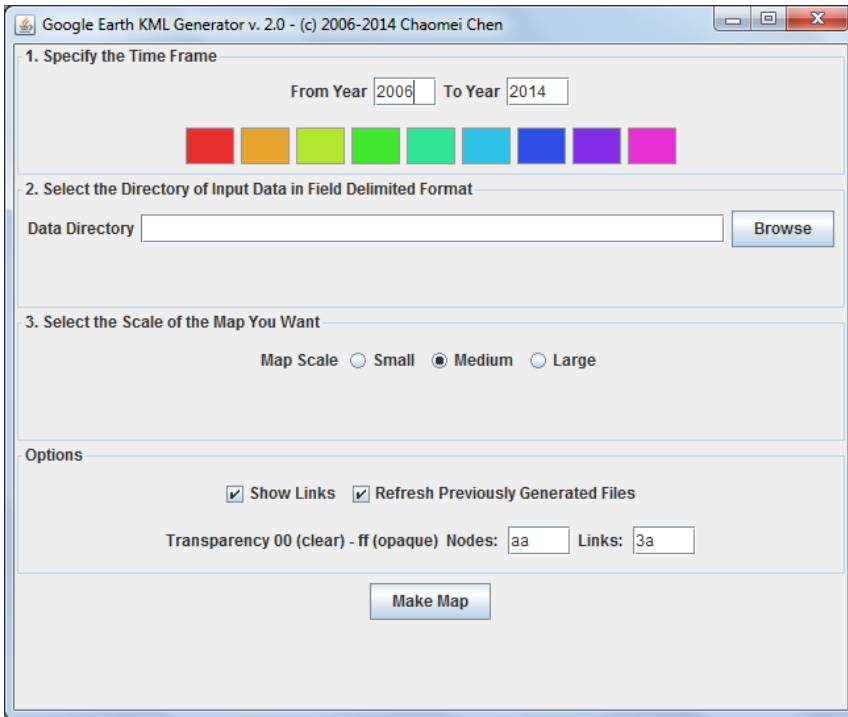 Google Earth KML Generator v. 2.0 - (c) 2006-2014 Chaomei Chen
1. Specify the Time Frame
From Year 2006 To Year 2014
2. Select the Directory of Input Data in Field Delimited Format
Data Directory Browse
3. Select the Scale of the Map You Want
Map Scale Small Medium Large
Options
Show Links Refresh Previously Generated Files
Transparency 00 (clear) - ff (opaque) Nodes: aa Links: 3a
Make Map